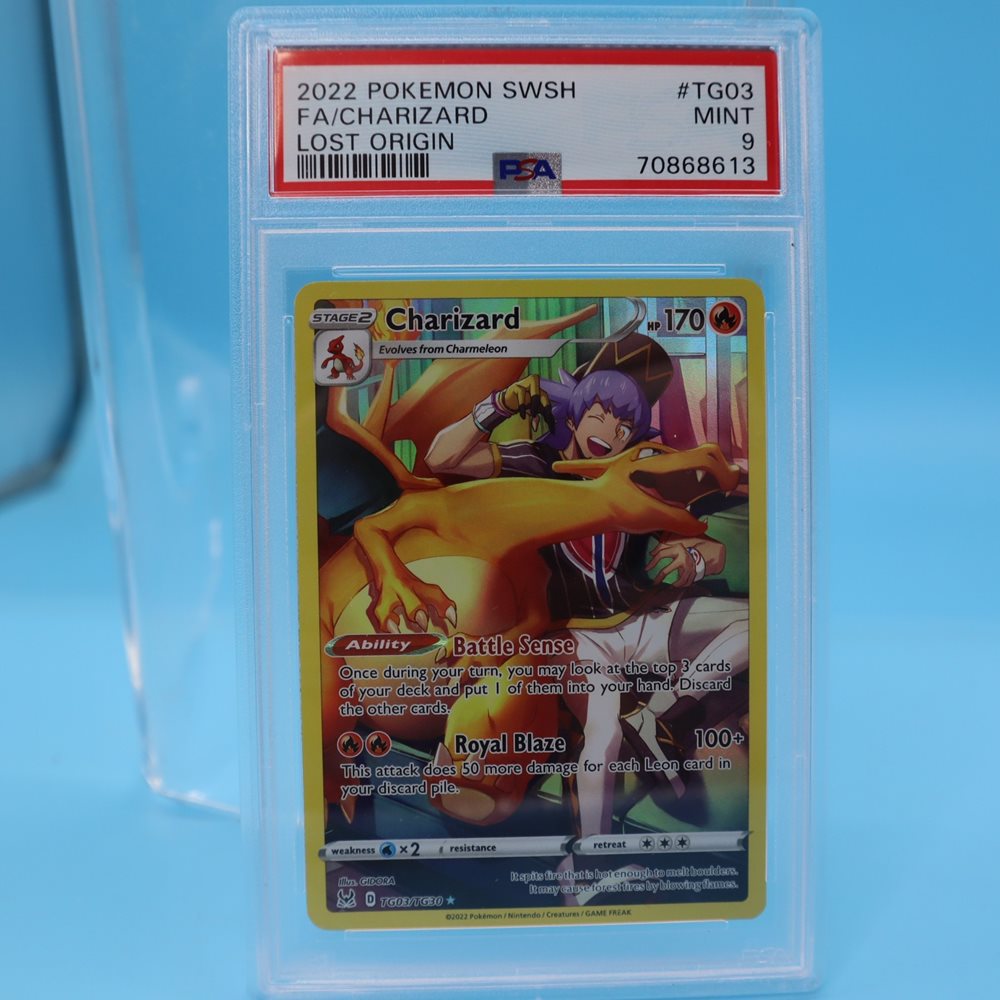 2022 POKEMON SWSH #TG03
FA/CHARIZARD MINT
LOST ORIGIN 9
PSA 70868613
STAGE 2 Charizard HP 170
Evolves from Charmeleon
Ability Battle Sense
Once during your turn, you may look at the top 3 cards
of your deck and put 1 of them into your hand. Discard
the other cards.
Royal Blaze 100+
This attack does 50 more damage for each Leon card in
your discard pile.
weakness ×2 resistance retreat
It spits fire that is hot enough to melt boulders.
It may cause forest fires by blowing flames.
Illus. GIDORA
D TG03/TG30
©2022 Pokémon / Nintendo / Creatures / GAME FREAK